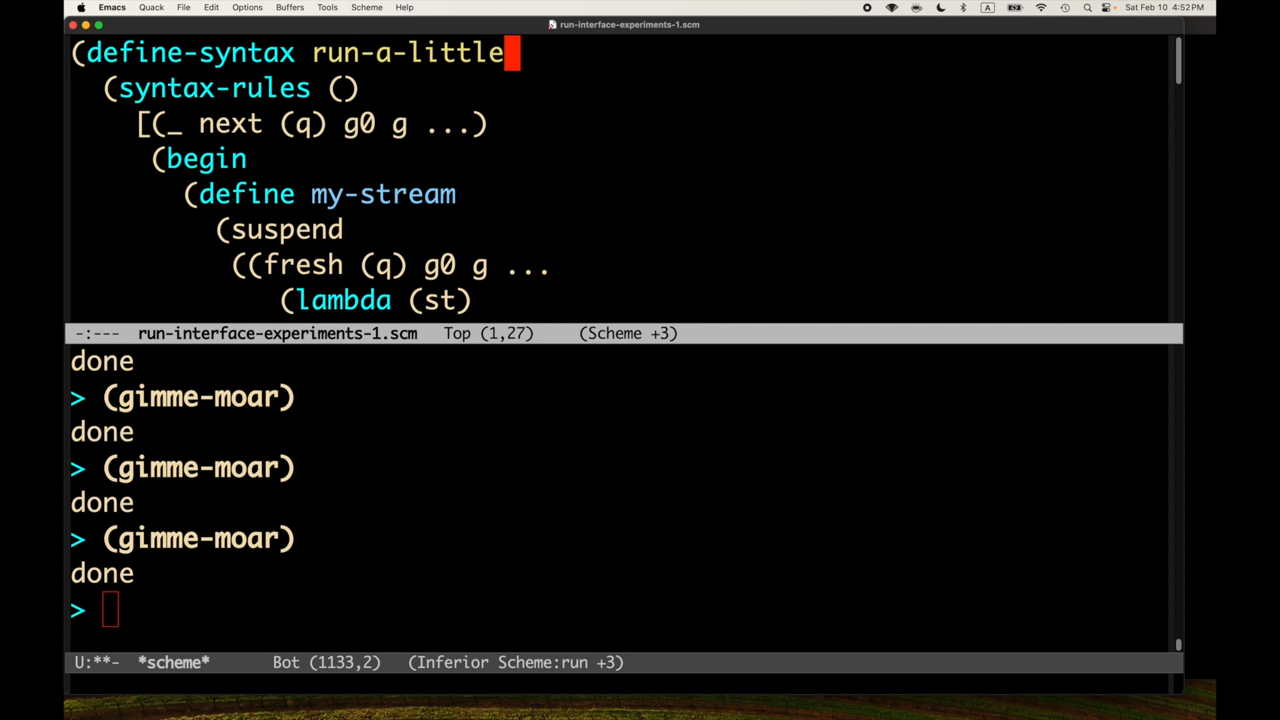 Emacs Quack File Edit Options Buffers Tools Scheme Help A Sat Feb 10 4:52 PM
run-interface-experiments-1.scm
(define-syntax run-a-little
(syntax-rules ()
[(_ next (q) g0 g ...)
(begin
(define my-stream
(suspend
((fresh (q) g0 g ...
(lambda (st)
-:--- run-interface-experiments-1.scm Top (1,27) (Scheme +3)
done
> (gimme-moar)
done
> (gimme-moar)
done
> (gimme-moar)
done
>
U:**- *scheme* Bot (1133,2) (Inferior Scheme:run +3)